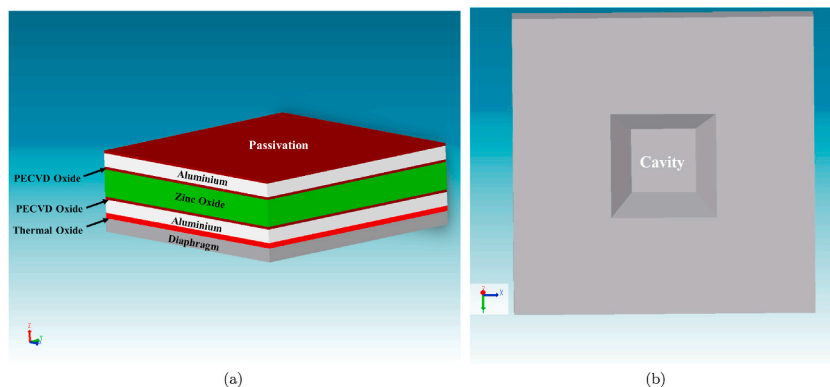 Passivation
Aluminium
PECVD Oxide
Zinc Oxide
PECVD Oxide
Aluminium
Thermal Oxide
Diaphragm
Cavity
(a)
(b)